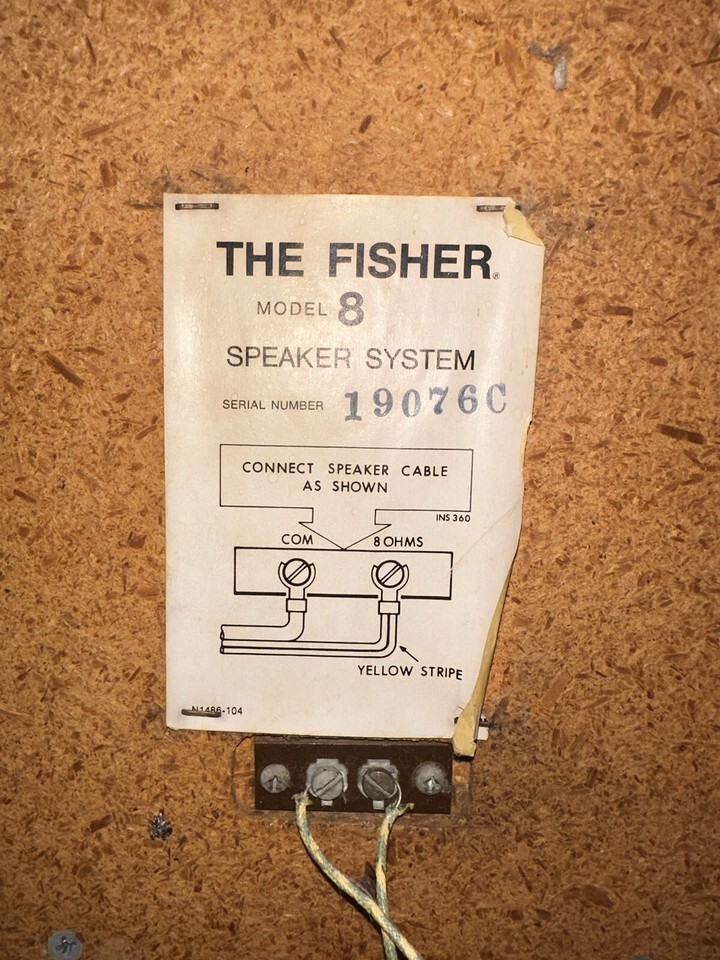 THE FISHER®
MODEL 8
SPEAKER SYSTEM
SERIAL NUMBER 19076C
CONNECT SPEAKER CABLE
AS SHOWN
INS 360
COM 8 OHMS
YELLOW STRIPE
N1486-104